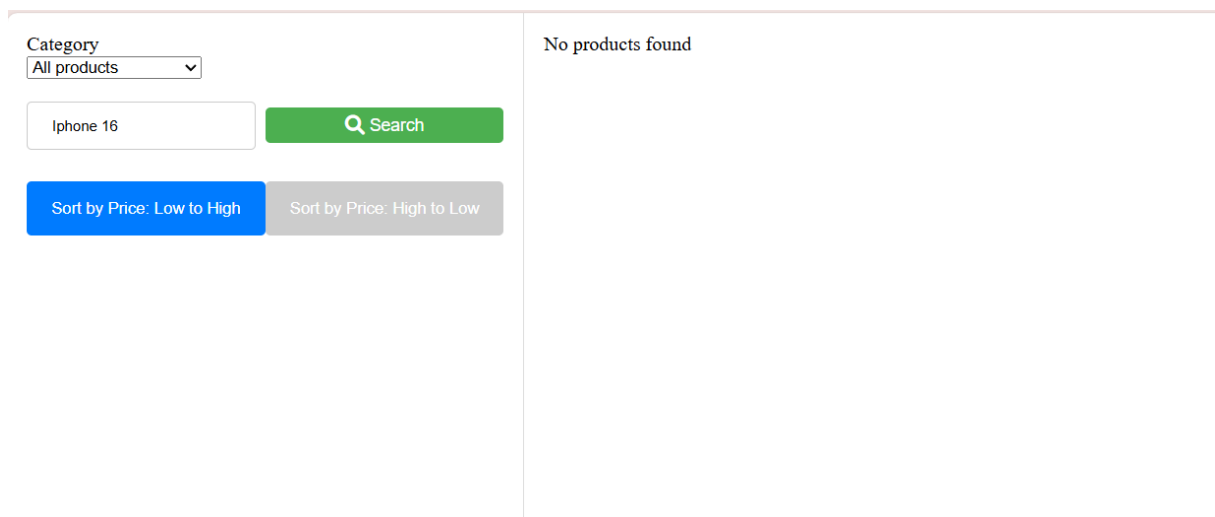 Category
All products
Iphone 16
Search
Sort by Price: Low to High
Sort by Price: High to Low
No products found